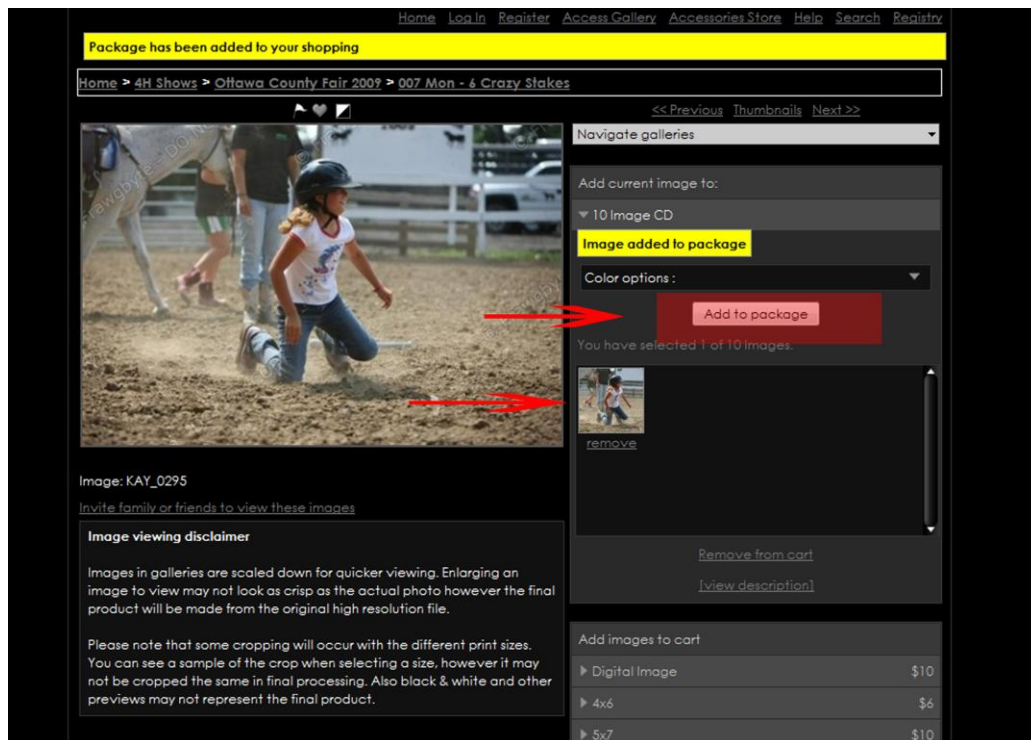 Home Log In Register Access Gallery Accessories Store Help Search Registry
Package has been added to your shopping
Home > 4H Shows > Ottawa County Fair 2009 > 007 Mon - 6 Crazy Stakes
<< Previous Thumbnails Next >>
Navigate galleries
Add current image to:
10 Image CD
Image added to package
Color options :
Add to package
You have selected 1 of 10 Images.
remove
Image: KAY_0295
Invite family or friends to view these images
Image viewing disclaimer
Images in galleries are scaled down for quicker viewing. Enlarging an
image to view may not look as crisp as the actual photo however the final
product will be made from the original high resolution file.
Please note that some cropping will occur with the different print sizes.
You can see a sample of the crop when selecting a size, however it may
not be cropped the same in final processing. Also black & white and other
previews may not represent the final product.
Remove from cart
[view description]
Add images to cart
Digital Image $10
4x6 $6
5x7 $10